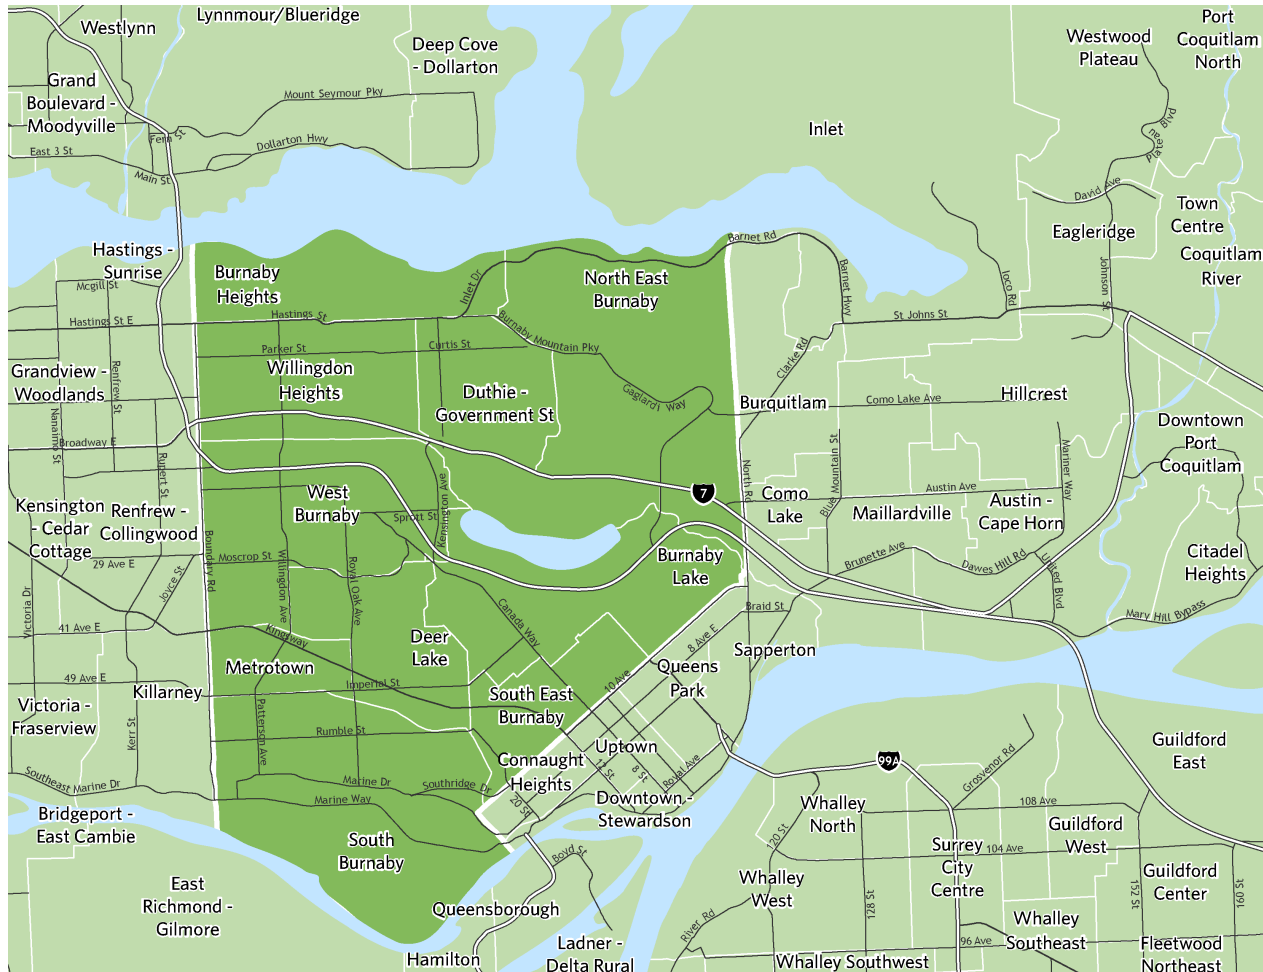 Westlynn
Lynnmour/Blueridge
Deep Cove
- Dollarton
Port
Coquitlam
North
Westwood
Plateau
Grand
Boulevard -
Moodyville
Mount Seymour Pky
Inlet
Plateau Blvd
Fern St
Dollarton Hwy
East 3 St
Main St
David Ave
Town
Centre
Eagleridge
Hastings -
Sunrise
Barnet Rd
Coquitlam
River
Burnaby
Heights
North East
Burnaby
Inlet Dr
Barnet Hwy
Ioco Rd
Johnson St
Mcgill St
Hastings St E
Hastings St
Burnaby Mountain Pky
St Johns St
Parker St
Curtis St
Clarke Rd
Grandview -
Woodlands
Renfrew St
Willingdon
Heights
Duthie -
Government St
Gaglardi Way
Burquitlam
Como Lake Ave
Hillcrest
Nanaimo St
Broadway E
Downtown
Port
Coquitlam
Rupert St
Kensington Ave
North Rd
Blue Mountain St
Mariner Way
7
Kensington
- Cedar
Cottage
Renfrew -
Collingwood
West
Burnaby
Sprott St
Como
Lake
Austin Ave
Maillardville
Austin -
Cape Horn
Boundary Rd
Moscrop St
Willingdon Ave
Royal Oak Ave
Burnaby
Lake
Brunette Ave
Dawes Hill Rd
United Blvd
Citadel
Heights
29 Ave E
Joyce St
Victoria Dr
Canada Way
Braid St
Mary Hill Bypass
41 Ave E
Kingsway
Deer
Lake
8 Ave E
Sapperton
Metrotown
Queens
Park
49 Ave E
Killarney
Imperial St
10 Ave
South East
Burnaby
Victoria -
Fraserview
Kerr St
Patterson Ave
Rumble St
Uptown
Guildford
East
Connaught
Heights
12 St
8 St
Royal Ave
99A
Grosvenor Rd
Southeast Marine Dr
Marine Dr
Southridge Dr
Marine Way
20 St
Downtown -
Stewardson
Whalley
North
108 Ave
Bridgeport -
East Cambie
South
Burnaby
120 St
Guildford
West
Boyd St
Surrey
City
Centre
104 Ave
East
Richmond -
Gilmore
Whalley
West
128 St
152 St
160 St
Guildford
Center
Queensborough
River Rd
Whalley
Southeast
Hamilton
Ladner -
Delta Rural
Whalley Southwest
96 Ave
Fleetwood
Northeast